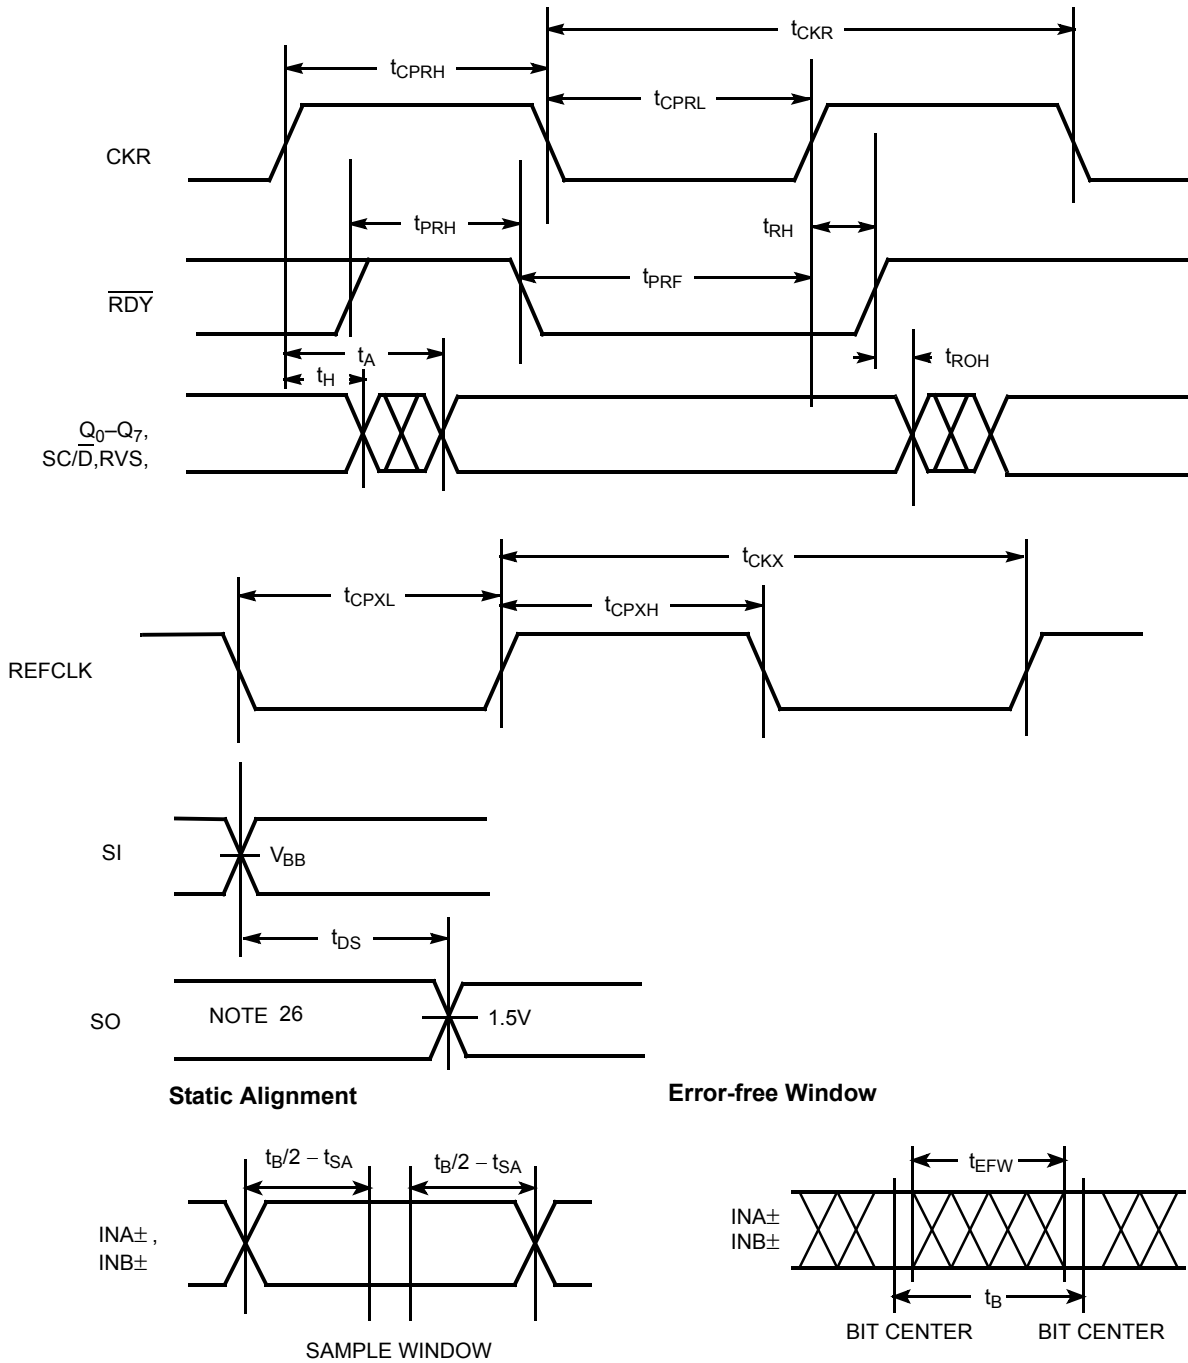 tCKR
tCPRH
tCPRL
CKR
tPRH
tRH
tPRF
RDY
tA
tROH
tH
Q0–Q7,
SC/D,RVS,
tCKX
tCPXL
tCPXH
REFCLK
SI
VBB
tDS
SO
NOTE 26
1.5V
Static Alignment
Error-free Window
tB/2 − tSA
tB/2 − tSA
tEFW
INA± ,
INB±
INA±
INB±
tB
BIT CENTER
BIT CENTER
SAMPLE WINDOW